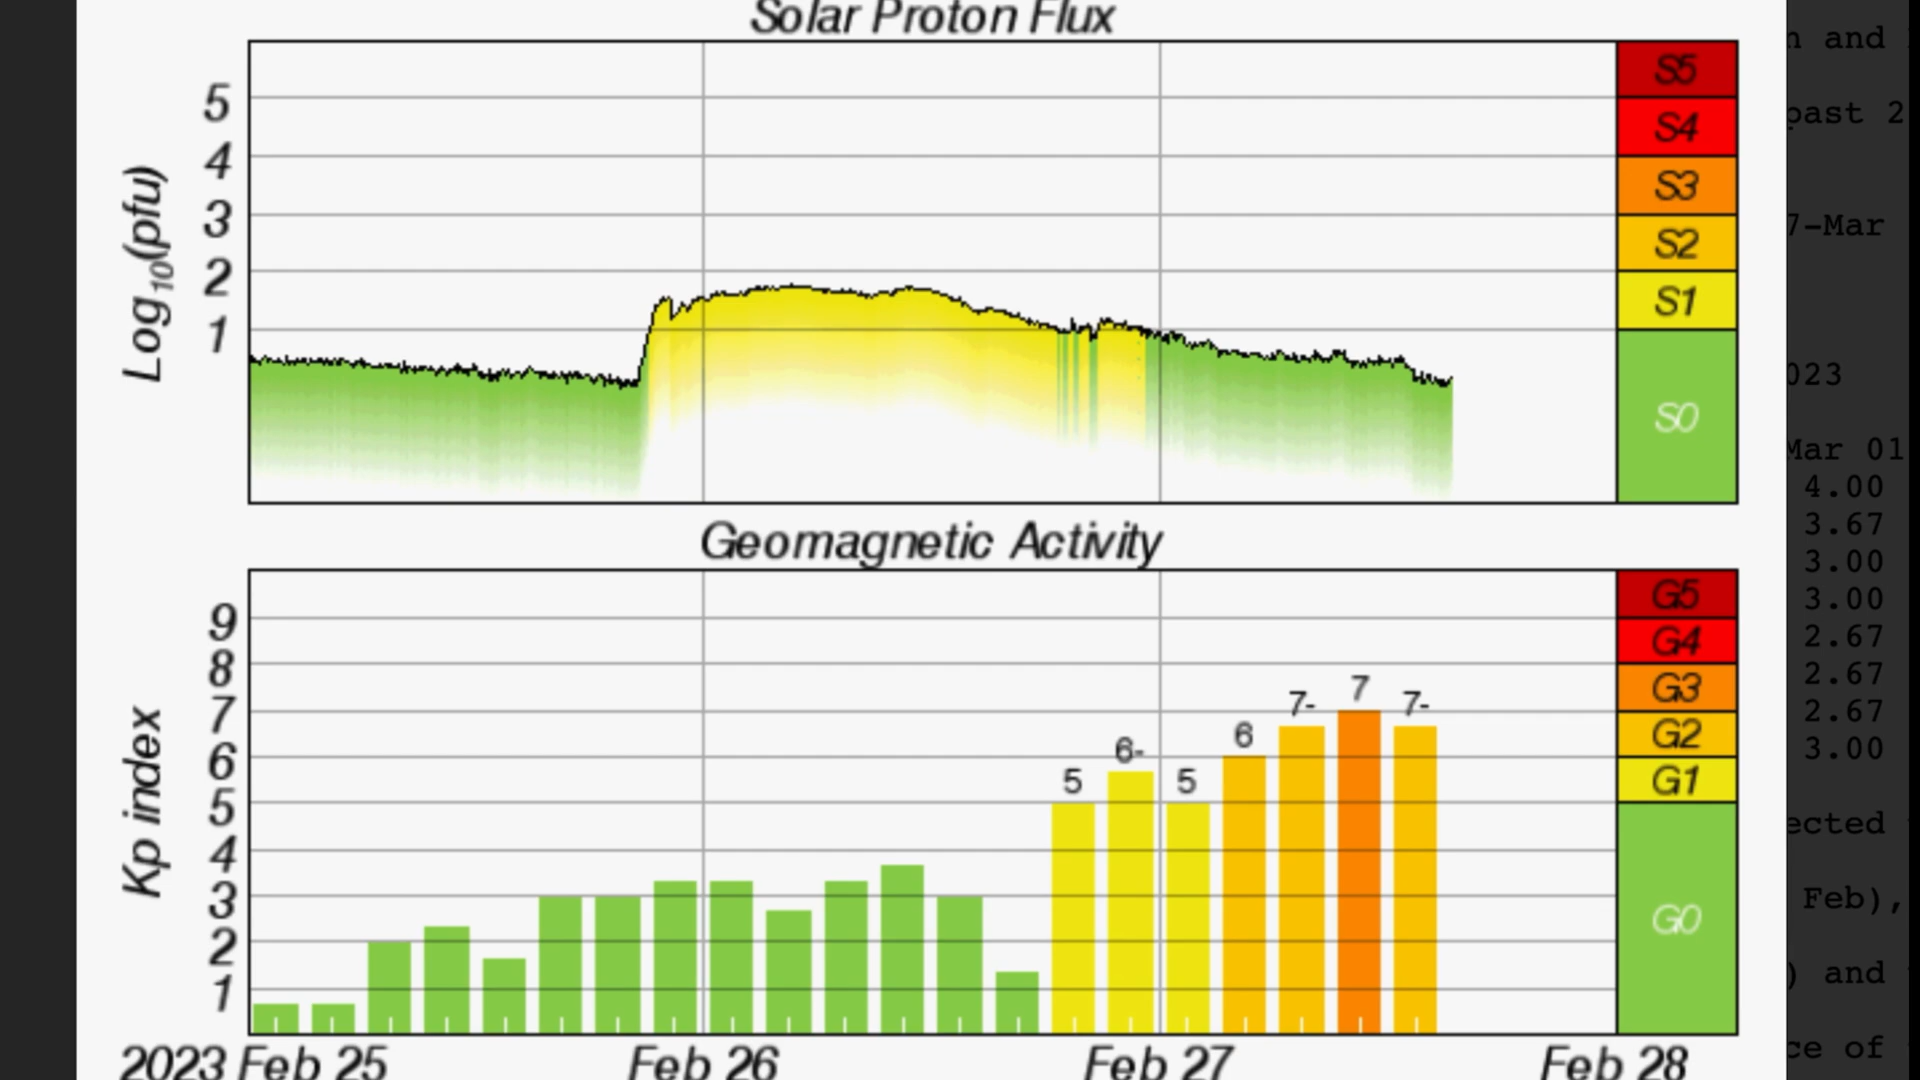 Solar Proton Flux
Log10(pfu)
5
4
3
2
1
S5
S4
S3
S2
S1
S0
Geomagnetic Activity
Kp index
9
8
7
6
5
4
3
2
1
5
6-
5
6
7-
7
7-
G5
G4
G3
G2
G1
G0
2023 Feb 25
Feb 26
Feb 27
Feb 28
and
past 2
7-Mar
023
Mar 01
4.00
3.67
3.00
3.00
2.67
2.67
2.67
3.00
ected
Feb),
) and
ce of